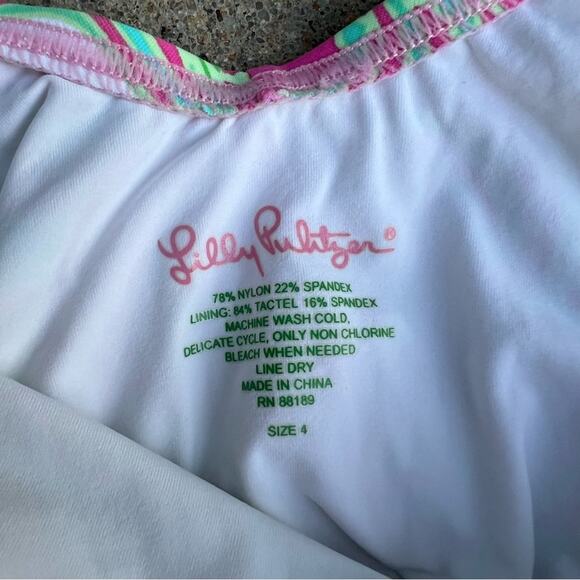 Lilly Pulitzer®
78% NYLON 22% SPANDEX
LINING: 84% TACTEL 16% SPANDEX
MACHINE WASH COLD,
DELICATE CYCLE, ONLY NON CHLORINE
BLEACH WHEN NEEDED
LINE DRY
MADE IN CHINA
RN 88189
SIZE 4